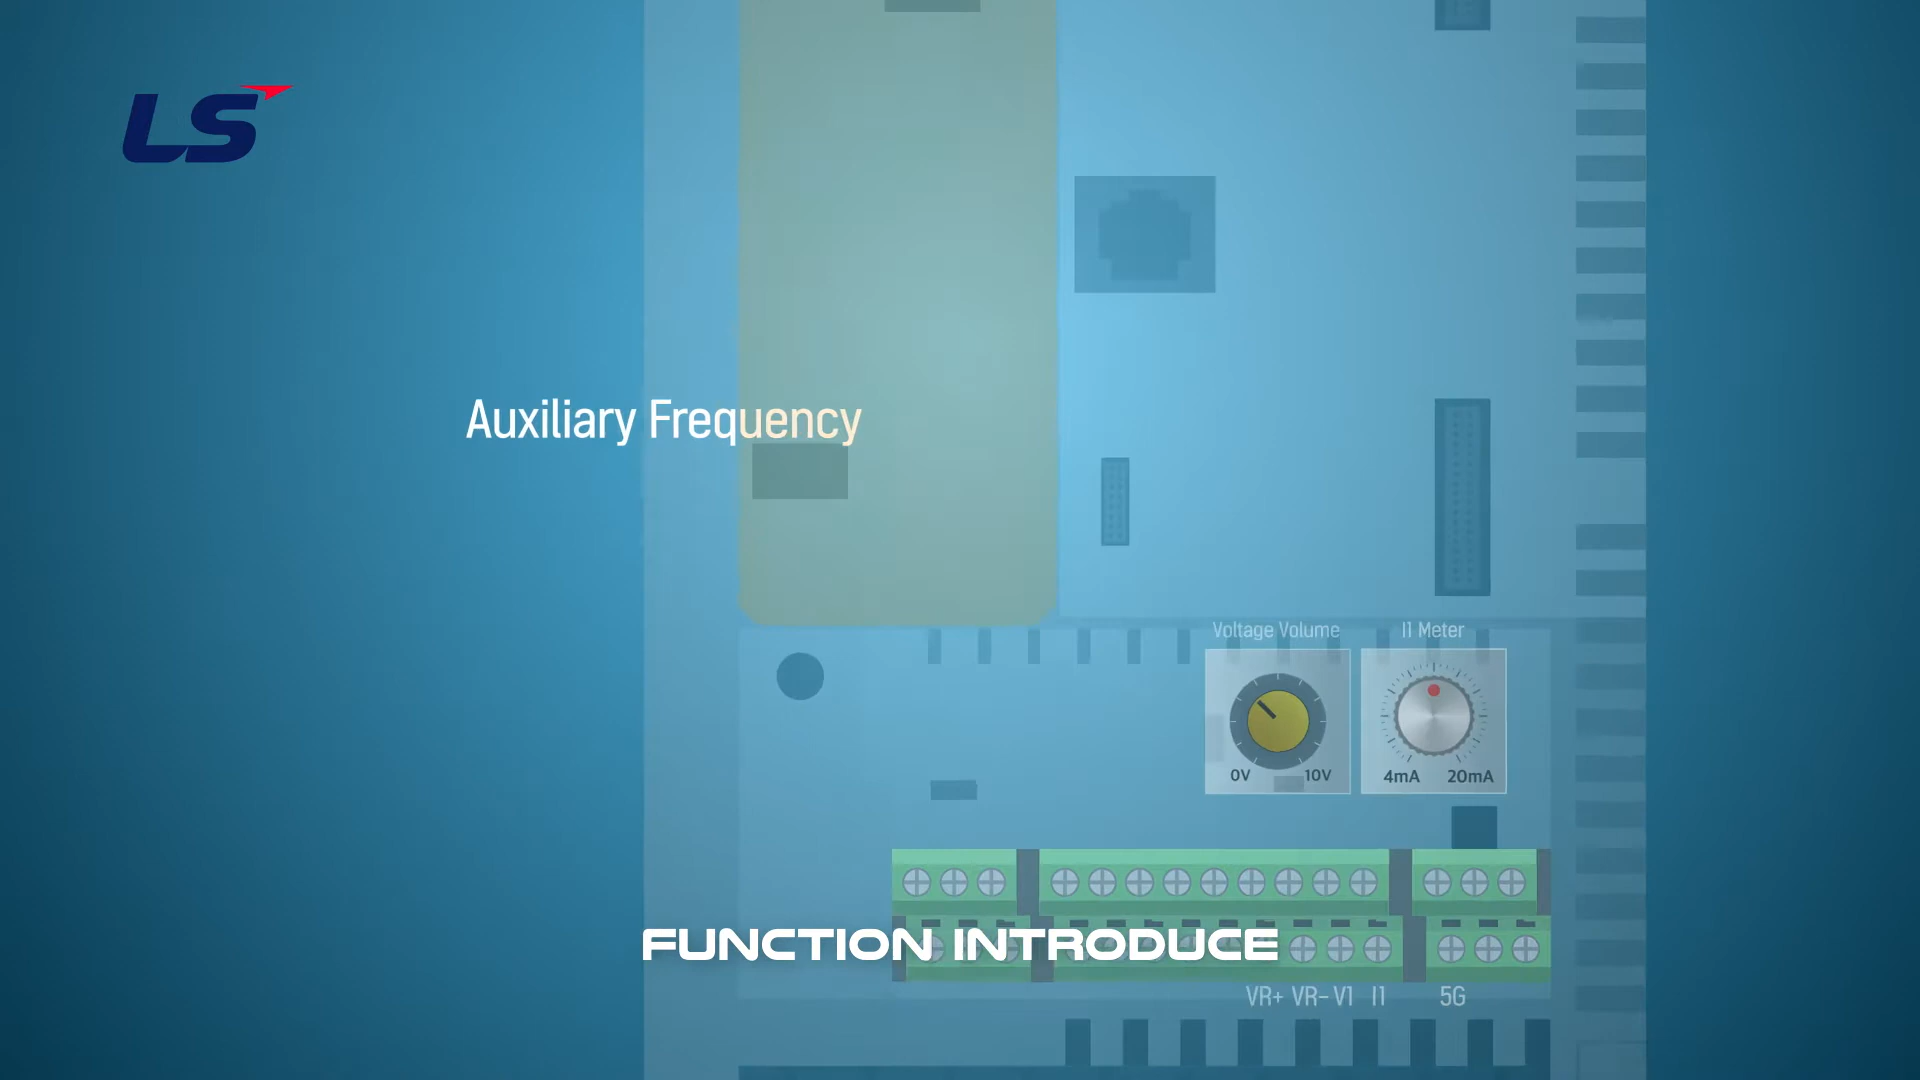 LS
Auxiliary Frequency
Voltage Volume
I1 Meter
0V 10V
4mA 20mA
FUNCTION INTRODUCE
VR+ VR- V1 I1 5G